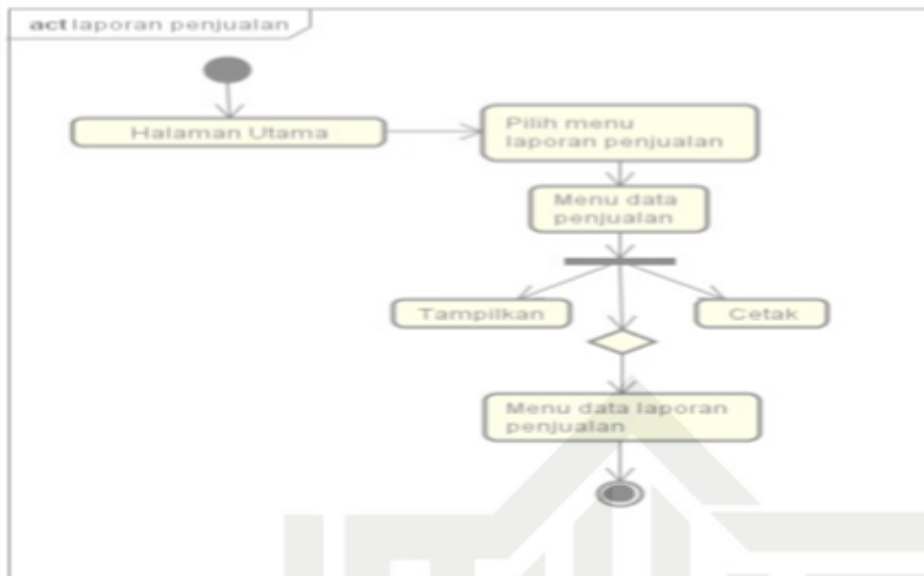 act laporan penjualan
Halaman Utama
Pilih menu
laporan penjualan
Menu data
penjualan
Tampilkan
Cetak
Menu data laporan
penjualan